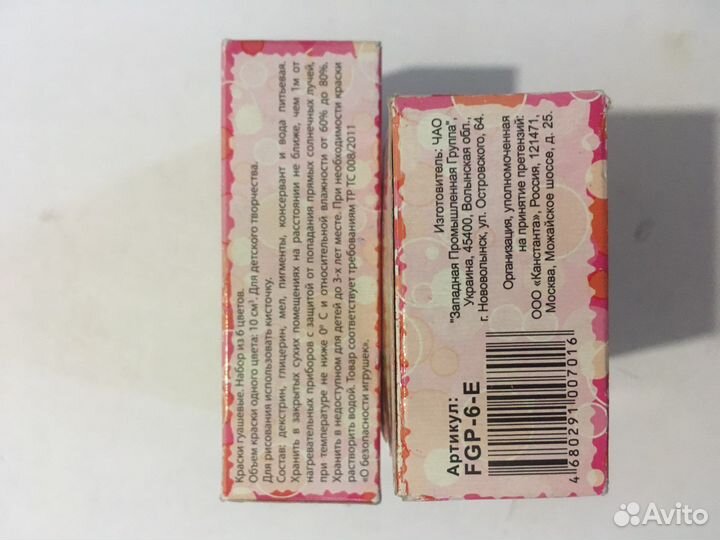 Краски гуашевые. Набор из 6 цветов.
Объем краски одного цвета: 10 см³. Для детского творчества.
Для рисования использовать кисточку.
Состав: декстрин, глицерин, мел, пигменты, консервант и вода питьевая.
Хранить в закрытых сухих помещениях на расстоянии не ближе, чем 1м от
нагревательных приборов с защитой от попадания прямых солнечных лучей,
при температуре не ниже 0° С и относительной влажности от 60% до 80%.
Хранить в недоступном для детей до 3-х лет месте. При необходимости краски
растворить водой. Товар соответствует требованиям ТР ТС 008/2011
«О безопасности игрушек».
Изготовитель: ЧАО
"Западная Промышленная Группа",
Украина, 45400, Волынская обл.,
г. Нововолынск, ул. Островского, 64.
Организация, уполномоченная
на принятие претензий:
ООО «Канстанта», Россия, 121471,
Москва, Можайское шоссе, д. 25.
Артикул:
FGP-6-E
4 680291 007016
Avito